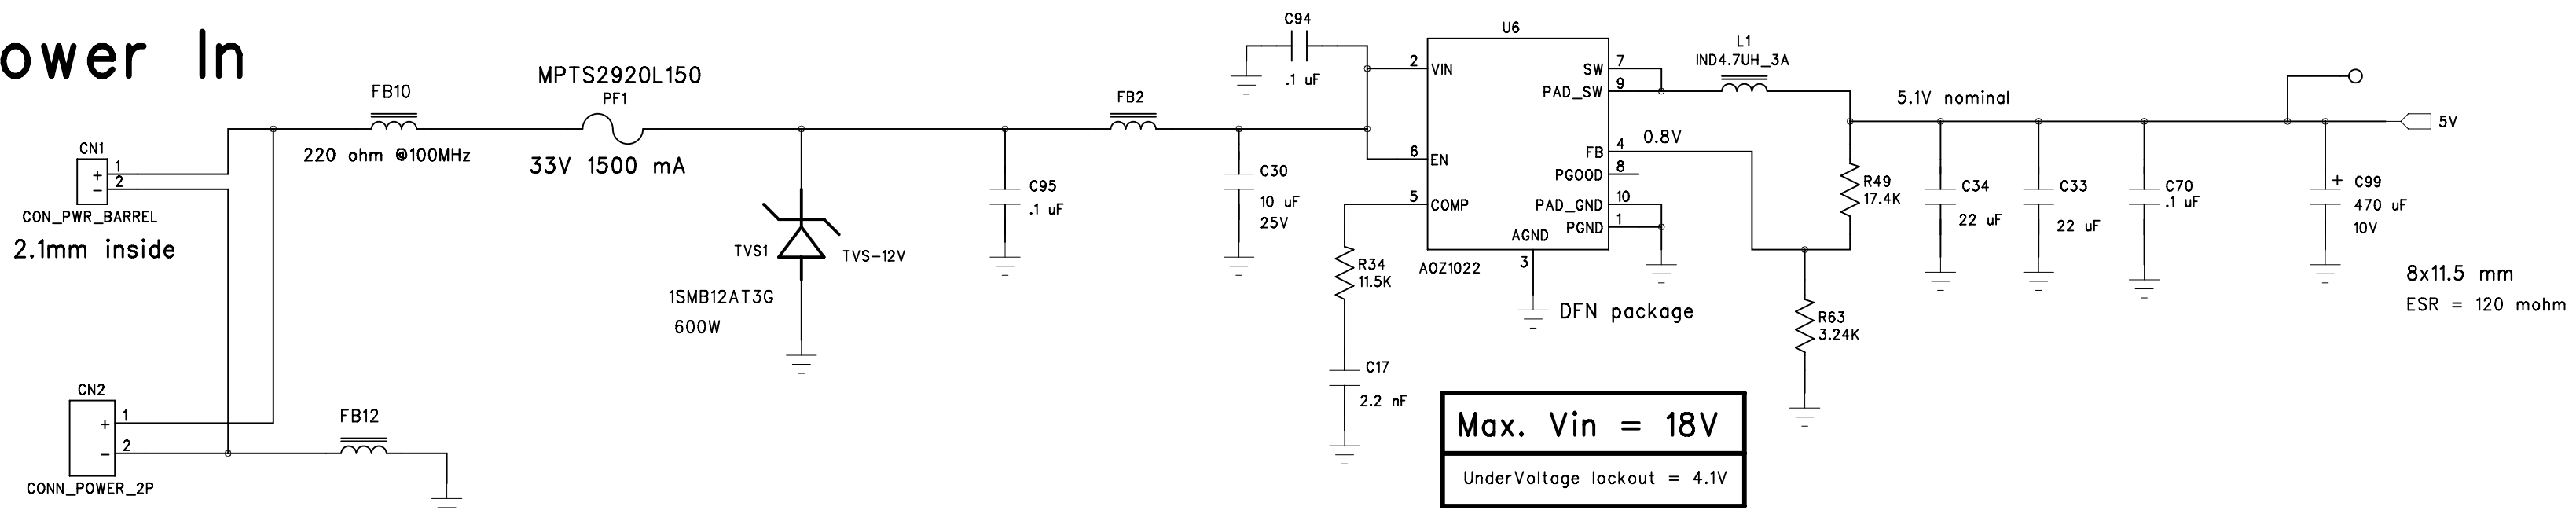 ower In
CN1
1
+
2
−
CON_PWR_BARREL
2.1mm inside
CN2
1
+
2
−
CONN_POWER_2P
FB12
FB10
220 ohm @100MHz
MPTS2920L150
PF1
33V 1500 mA
TVS1
TVS-12V
1SMB12AT3G
600W
C95
.1 uF
FB2
C30
10 uF
25V
C94
.1 uF
U6
2
VIN
6
EN
5
COMP
SW
7
PAD_SW
9
FB
4
0.8V
PGOOD
8
PAD_GND
10
PGND
1
AGND
3
AOZ1022
DFN package
R34
11.5K
C17
2.2 nF
L1
IND4.7UH_3A
5.1V nominal
R49
17.4K
R63
3.24K
C34
22 uF
C33
22 uF
C70
.1 uF
+
C99
470 uF
10V
5V
8x11.5 mm
ESR = 120 mohm
Max. Vin = 18V
UnderVoltage lockout = 4.1V